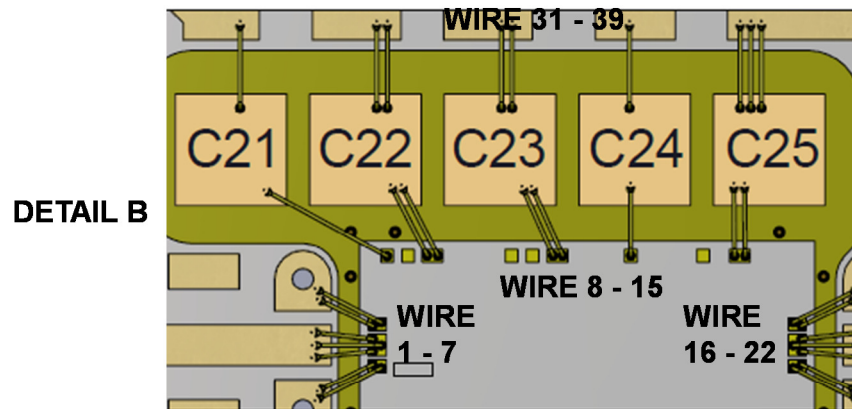 WIRE 31 - 39
C21 C22 C23 C24 C25
DETAIL B
WIRE 8 - 15
WIRE
1 - 7
WIRE
16 - 22